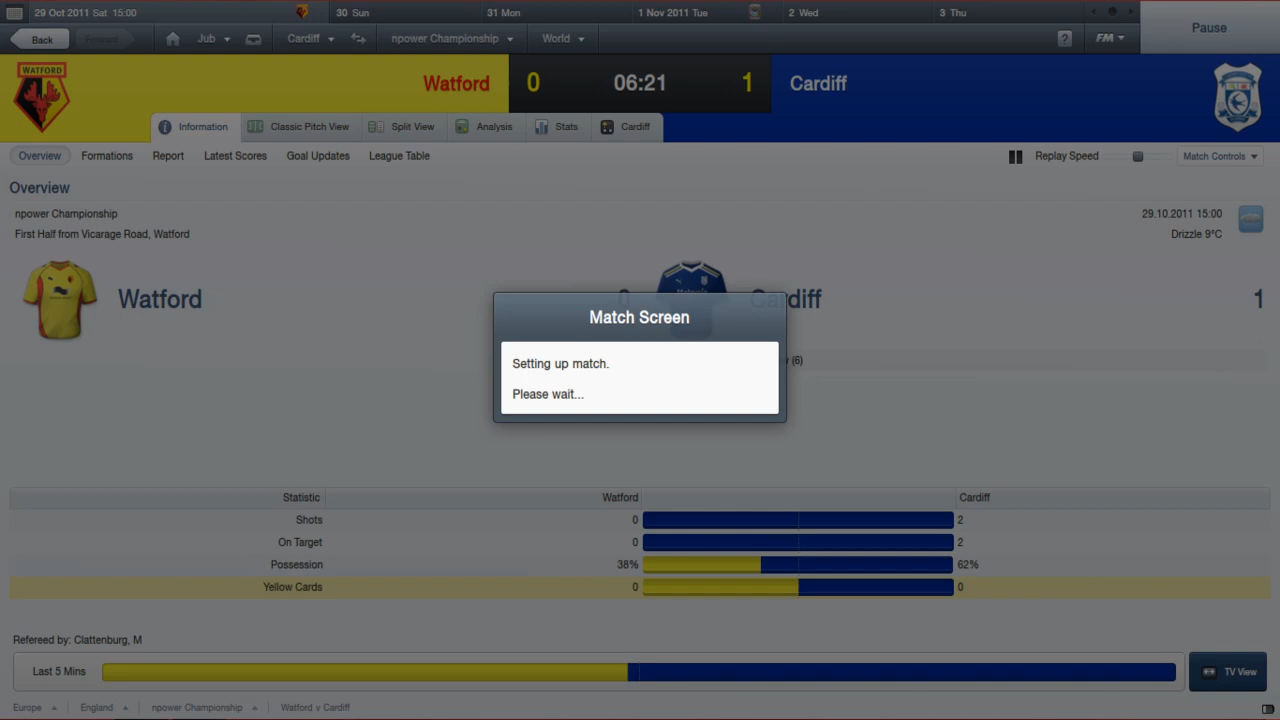 29 Oct 2011 Sat 15:00 30 Sun 31 Mon 1 Nov 2011 Tue 2 Wed 3 Thu
Pause
Back Forward Job Cardiff npower Championship World ? FM
WATFORD
Watford 0 06:21 1 Cardiff
Information Classic Pitch View Split View Analysis Stats Cardiff
Overview Formations Report Latest Scores Goal Updates League Table Replay Speed Match Controls
Overview
npower Championship 29.10.2011 15:00
First Half from Vicarage Road, Watford Drizzle 9°C
Watford 0 Cardiff 1
Match Screen
(6)
Setting up match.
Please wait...
Statistic Watford Cardiff
Shots 0 2
On Target 0 2
Possession 38% 62%
Yellow Cards 0 0
Refereed by: Clattenburg, M
Last 5 Mins TV View
Europe England npower Championship Watford v Cardiff